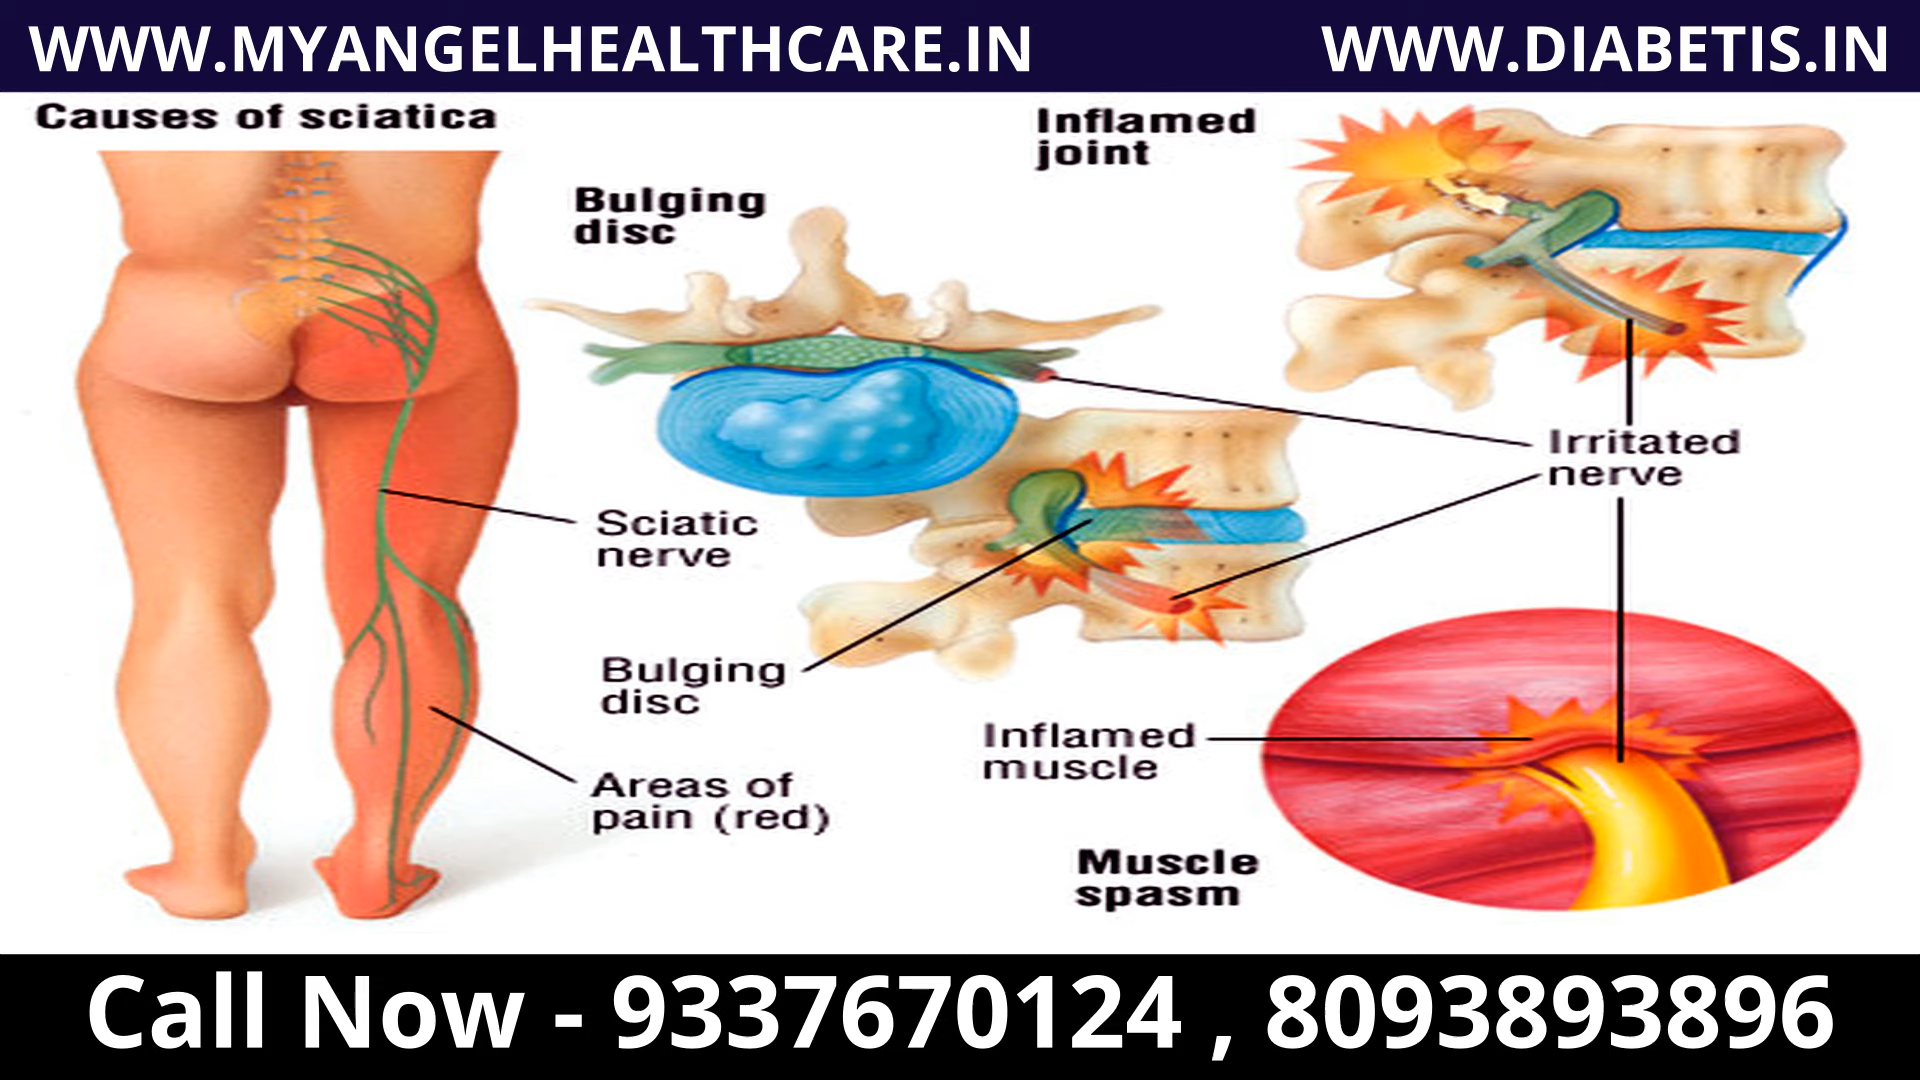 WWW.MYANGELHEALTHCARE.IN
WWW.DIABETIS.IN
Causes of sciatica
Bulging
disc
Inflamed
joint
Irritated
nerve
Sciatic
nerve
Bulging
disc
Areas of
pain (red)
Inflamed
muscle
Muscle
spasm
Call Now - 9337670124 , 8093893896